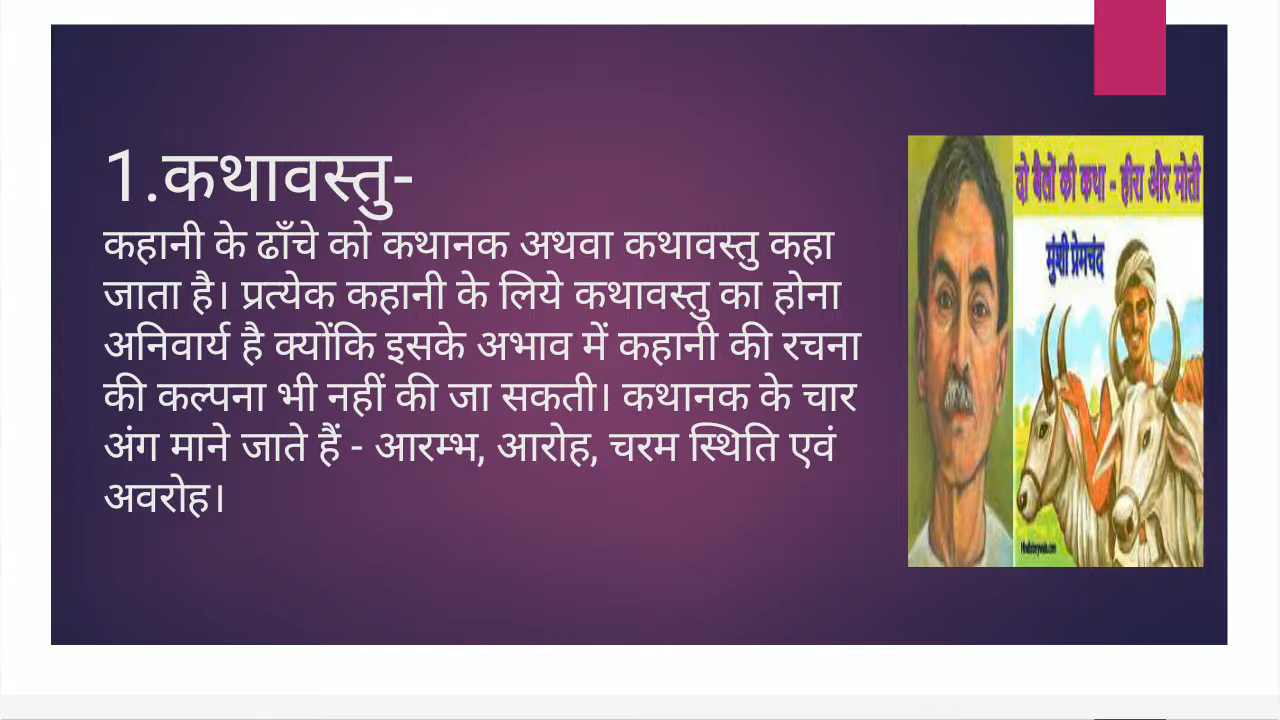 1.कथावस्तु-
कहानी के ढाँचे को कथानक अथवा कथावस्तु कहा
जाता है। प्रत्येक कहानी के लिये कथावस्तु का होना
अनिवार्य है क्योंकि इसके अभाव में कहानी की रचना
की कल्पना भी नहीं की जा सकती। कथानक के चार
अंग माने जाते हैं - आरम्भ, आरोह, चरम स्थिति एवं
अवरोह।
दो बैलों की कथा - हीरा और मोती
मुंशी प्रेमचंद